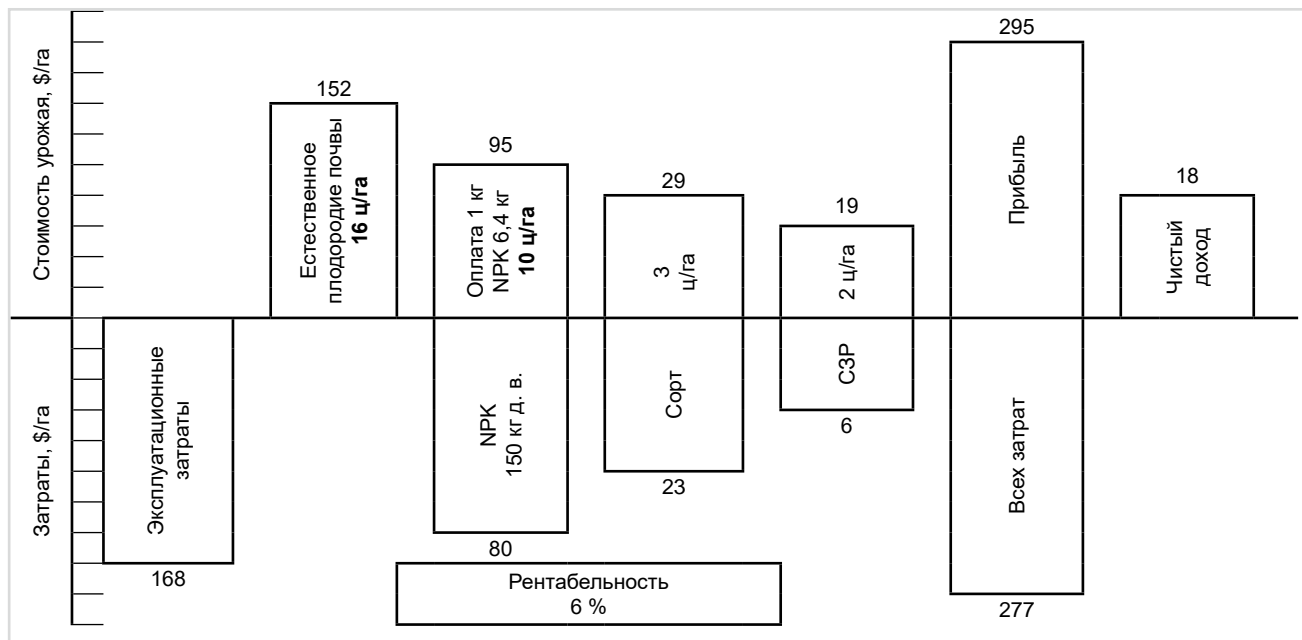 Стоимость урожая, $/га
Затраты, $/га
Эксплуатационные
затраты
168
152
Естественное
плодородие почвы
16 ц/га
95
Оплата 1 кг
NPK 6,4 кг
10 ц/га
NPK
150 кг д. в.
80
29
3
ц/га
Сорт
23
19
2 ц/га
СЗР
6
295
Прибыль
Всех затрат
277
18
Чистый
доход
Рентабельность
6 %